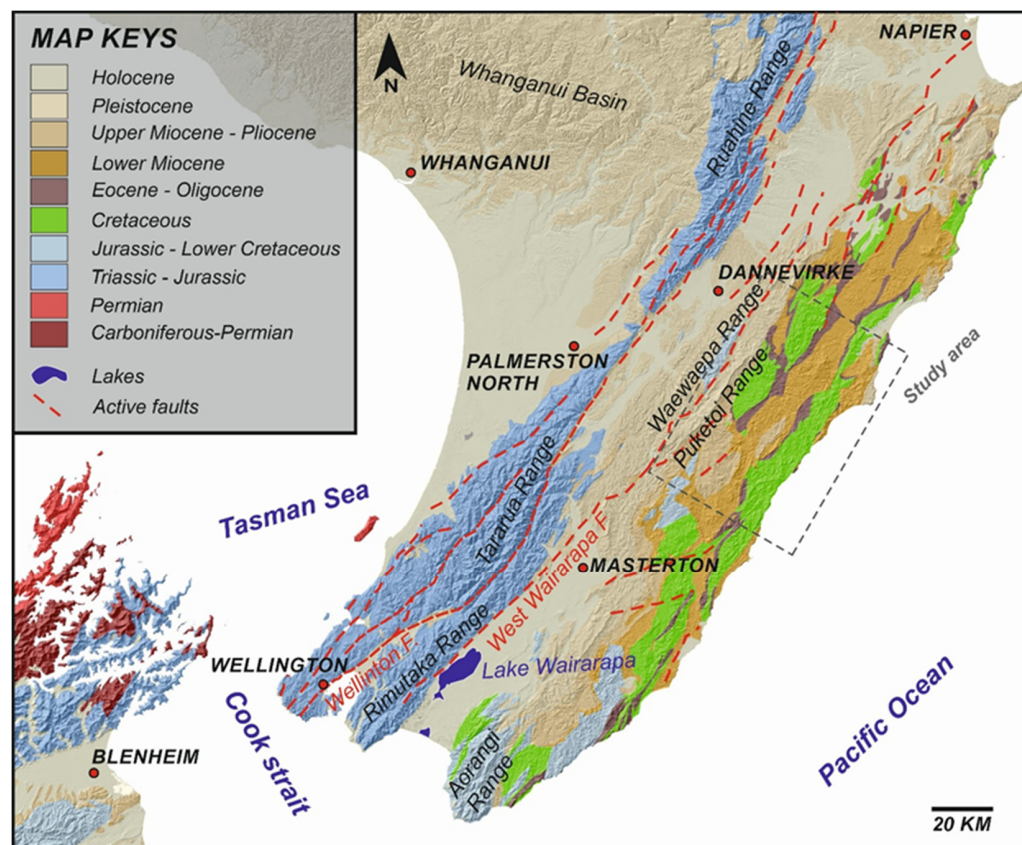 MAP KEYS
Holocene
Pleistocene
Upper Miocene - Pliocene
Lower Miocene
Eocene - Oligocene
Cretaceous
Jurassic - Lower Cretaceous
Triassic - Jurassic
Permian
Carboniferous-Permian
Lakes
Active faults
N
Whanganui Basin
NAPIER
Ruahine Range
WHANGANUI
DANNEVIRKE
PALMERSTON
NORTH
Waewaepa Range
Puketoi Range
Study area
Tasman Sea
Tararua Range
West Wairarapa F
MASTERTON
WELLINGTON
Wellinton F.
Rimutaka Range
Lake Wairarapa
Cook strait
Pacific Ocean
BLENHEIM
Aorangi
Range
20 KM